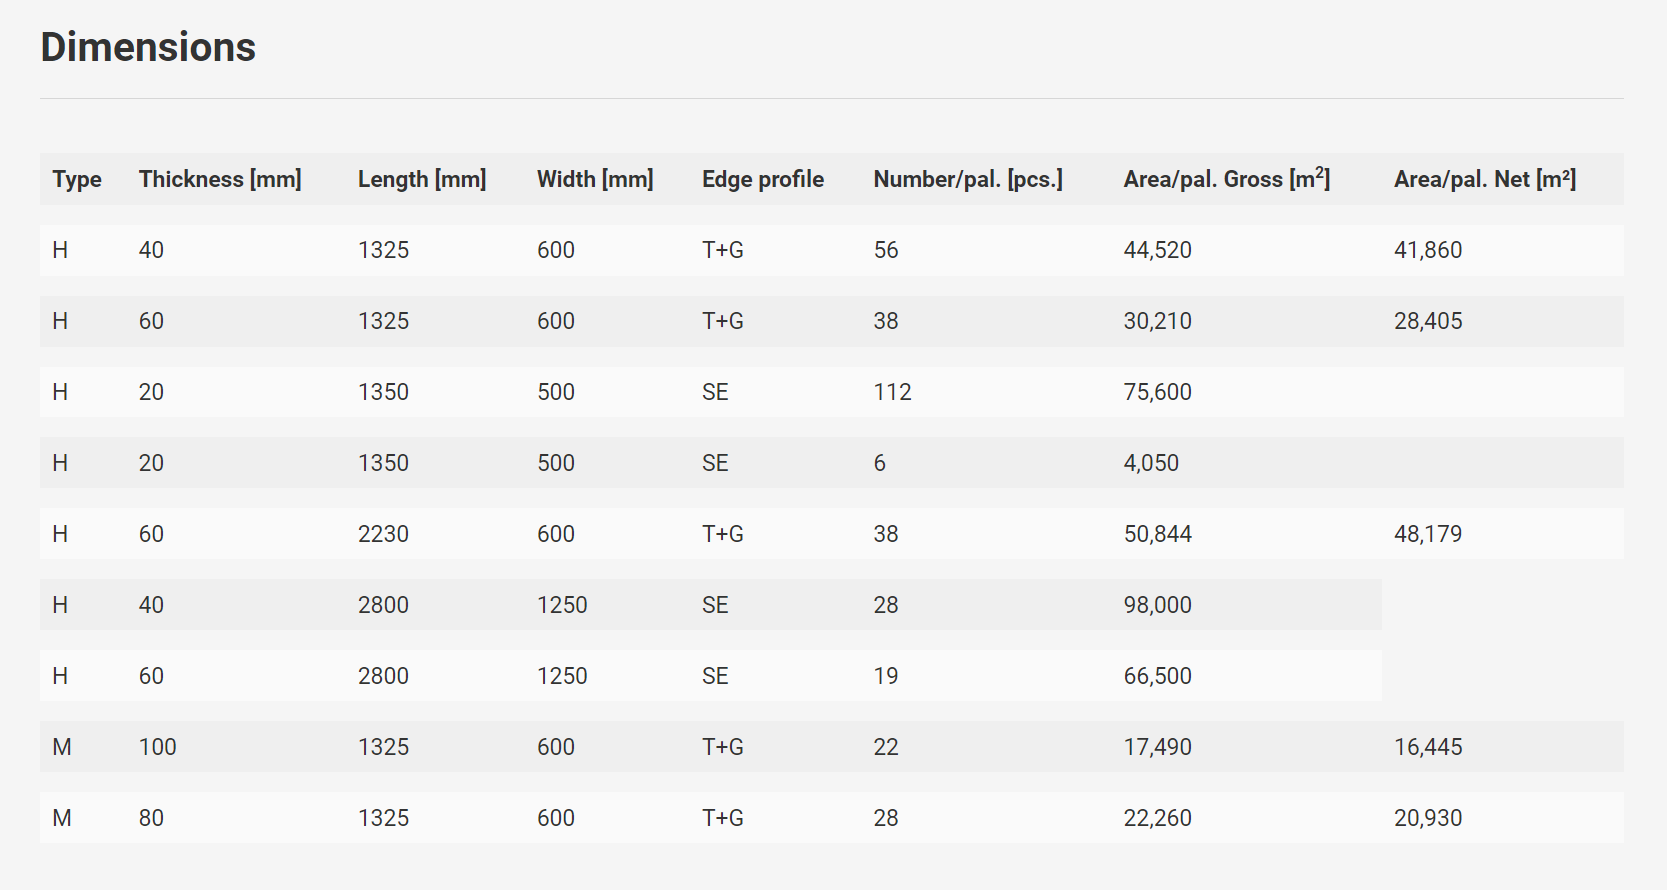 Dimensions
Type Thickness [mm] Length [mm] Width [mm] Edge profile Number/pal. [pcs.] Area/pal. Gross [m²] Area/pal. Net [m²]
H 40 1325 600 T+G 56 44,520 41,860
H 60 1325 600 T+G 38 30,210 28,405
H 20 1350 500 SE 112 75,600
H 20 1350 500 SE 6 4,050
H 60 2230 600 T+G 38 50,844 48,179
H 40 2800 1250 SE 28 98,000
H 60 2800 1250 SE 19 66,500
M 100 1325 600 T+G 22 17,490 16,445
M 80 1325 600 T+G 28 22,260 20,930